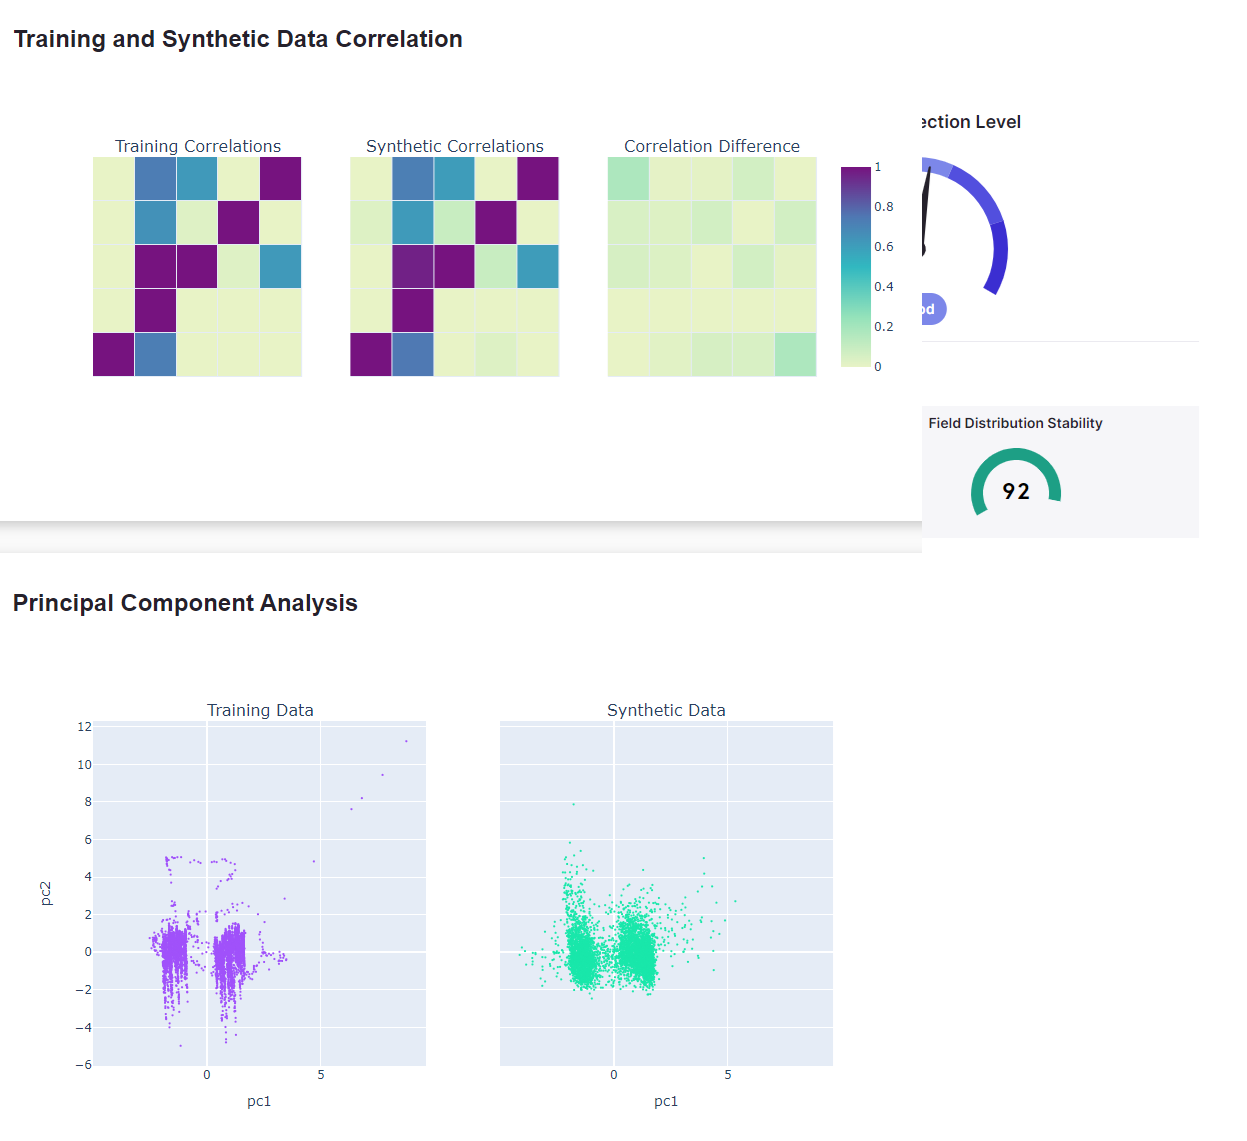 Training and Synthetic Data Correlation
ection Level
Training Correlations
Synthetic Correlations
Correlation Difference
1
0.8
0.6
0.4
0.2
0
od
Field Distribution Stability
92
Principal Component Analysis
Training Data
Synthetic Data
12
10
8
6
4
2
0
−2
−4
−6
pc2
0
5
0
5
pc1
pc1